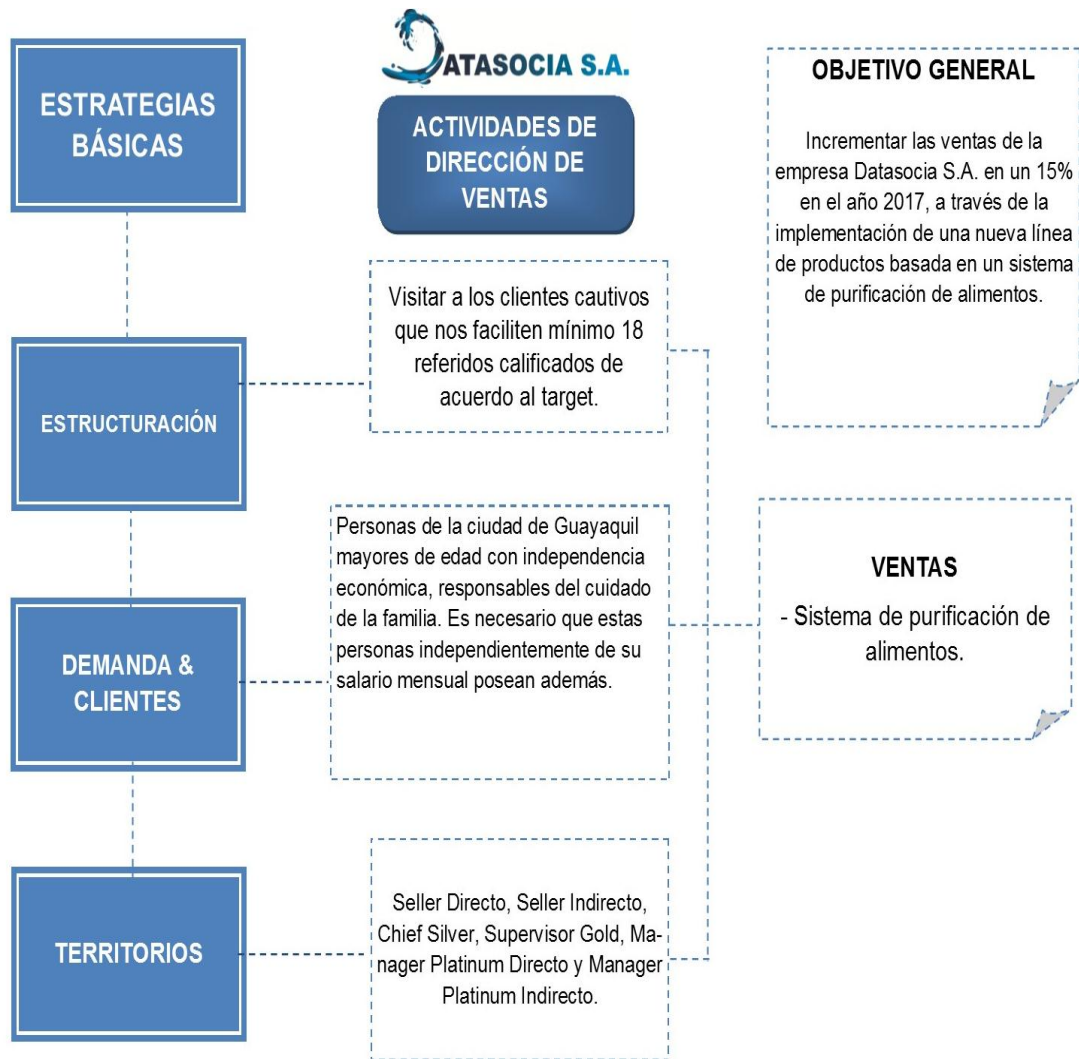 DATASOCIA S.A.
ESTRATEGIAS
BÁSICAS
ACTIVIDADES DE
DIRECCIÓN DE
VENTAS
OBJETIVO GENERAL
Incrementar las ventas de la
empresa Datasocia S.A. en un 15%
en el año 2017, a través de la
implementación de una nueva línea
de productos basada en un sistema
de purificación de alimentos.
ESTRUCTURACIÓN
Visitar a los clientes cautivos
que nos faciliten mínimo 18
referidos calificados de
acuerdo al target.
DEMANDA &
CLIENTES
Personas de la ciudad de Guayaquil
mayores de edad con independencia
económica, responsables del cuidado
de la familia. Es necesario que estas
personas independientemente de su
salario mensual posean además.
VENTAS
- Sistema de purificación de
alimentos.
TERRITORIOS
Seller Directo, Seller Indirecto,
Chief Silver, Supervisor Gold, Ma-
nager Platinum Directo y Manager
Platinum Indirecto.